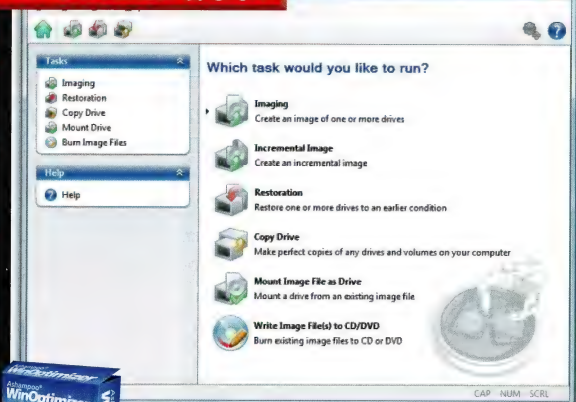 Tasks
Imaging
Restoration
Copy Drive
Mount Drive
Burn Image Files
Help
Help
Which task would you like to run?
Imaging
Create an image of one or more drives
Incremental Image
Create an incremental image
Restoration
Restore one or more drives to an earlier condition
Copy Drive
Make perfect copies of any drives and volumes on your computer
Mount Image File as Drive
Mount a drive from an existing image file
Write Image File(s) to CD/DVD
Burn existing image files to CD or DVD
CAP NUM SCRL
Ashampoo®
WinOptimizer